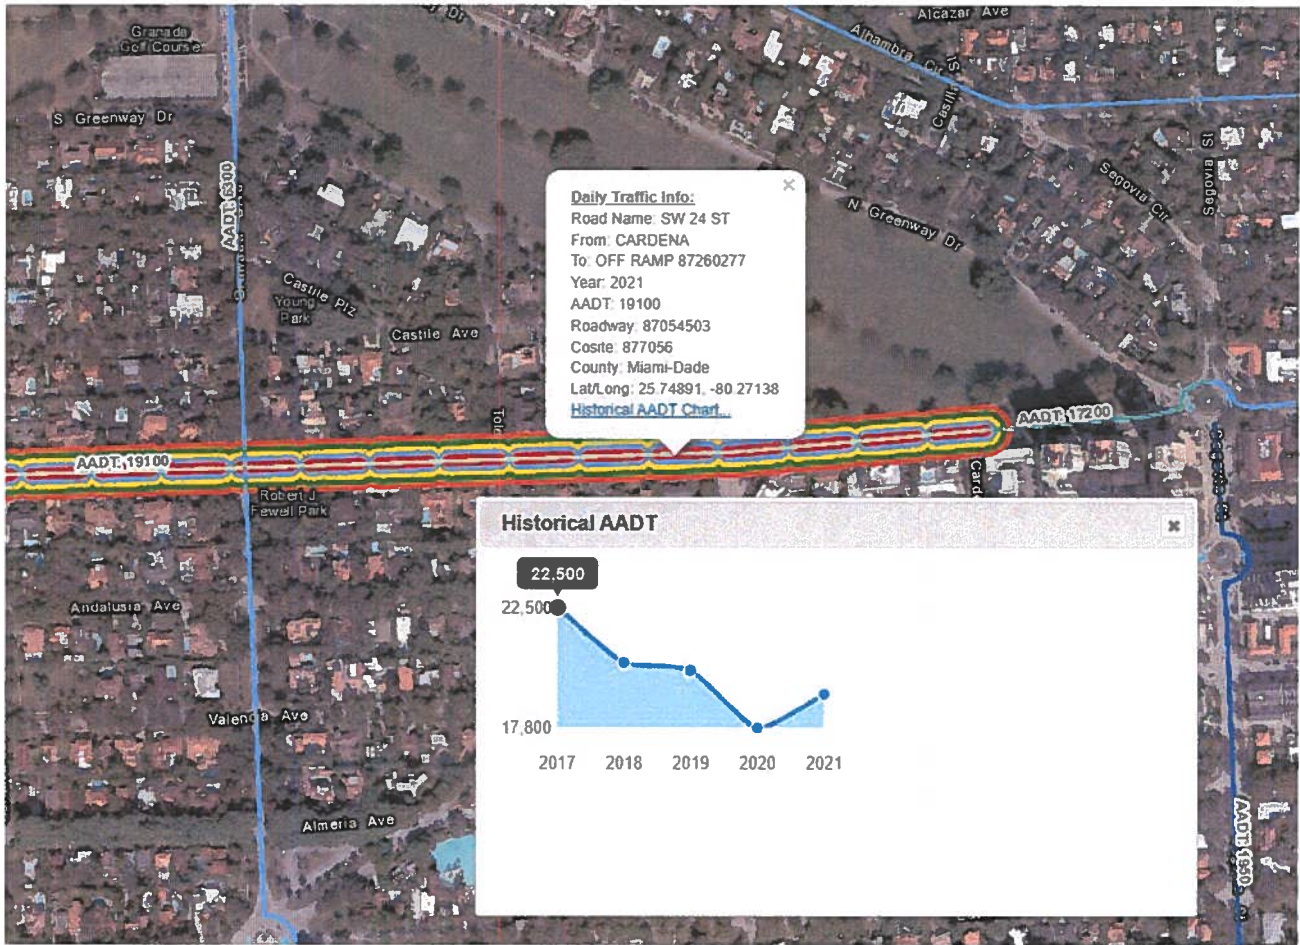 Alcazar Ave
Granada
Golf Course
Alhambra Cir
S Greenway Dr
Segovia St
Segovia Cir
AADT: 6300
N Greenway Dr
Daily Traffic Info:
Road Name: SW 24 ST
From: CARDENA
To: OFF RAMP 87260277
Year: 2021
AADT: 19100
Roadway: 87054503
Cosite: 877056
County: Miami-Dade
Lat/Long: 25.74891, -80.27138
Historical AADT Chart...
Castile Plz
Young
Park
Castile Ave
AADT: 17200
AADT: 19100
Robert J.
Fewell Park
Historical AADT
22,500
22,500
17,800
2017 2018 2019 2020 2021
Andalusia Ave
Valencia Ave
Almeria Ave